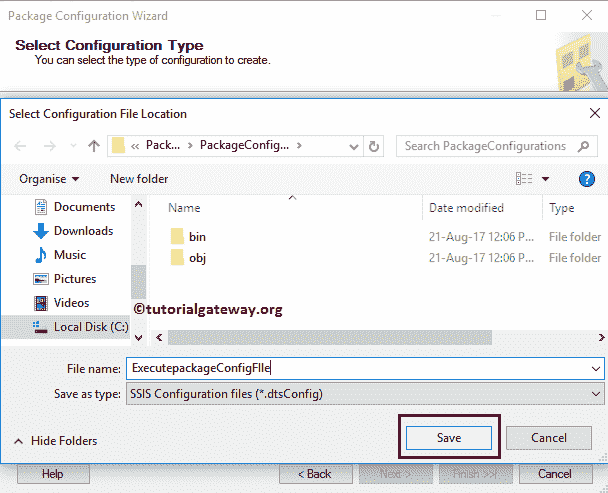 Package Configuration Wizard
Select Configuration Type
You can select the type of configuration to create.
Select Configuration File Location
« Pack... > PackageConfig... >
Search PackageConfigurations
Organise New folder
Name Date modified Type
Documents
Downloads
Music
Pictures
Videos
Local Disk (C:)
bin 21-Aug-17 12:06 P... File folder
obj 21-Aug-17 12:06 P... File folder
©tutorialgateway.org
File name: ExecutepackageConfigFIle
Save as type: SSIS Configuration files (*.dtsConfig)
Hide Folders
Save Cancel
Help < Back Next > Finish >>| Cancel